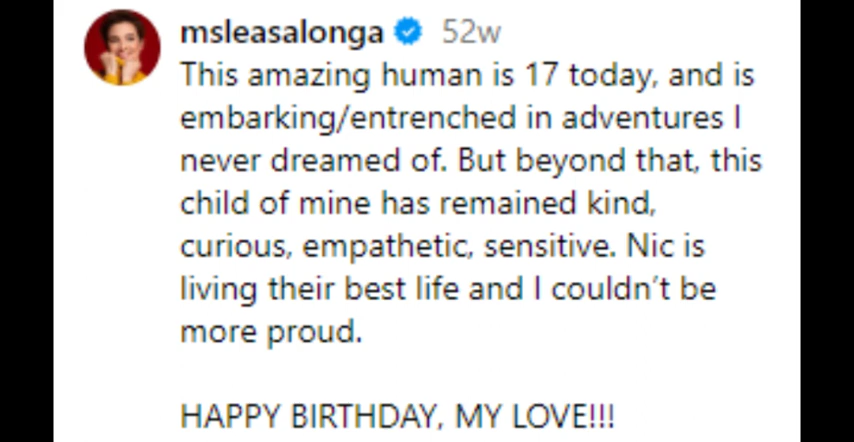 msleasalonga 52w
This amazing human is 17 today, and is
embarking/entrenched in adventures I
never dreamed of. But beyond that, this
child of mine has remained kind,
curious, empathetic, sensitive. Nic is
living their best life and I couldn't be
more proud.
HAPPY BIRTHDAY, MY LOVE!!!